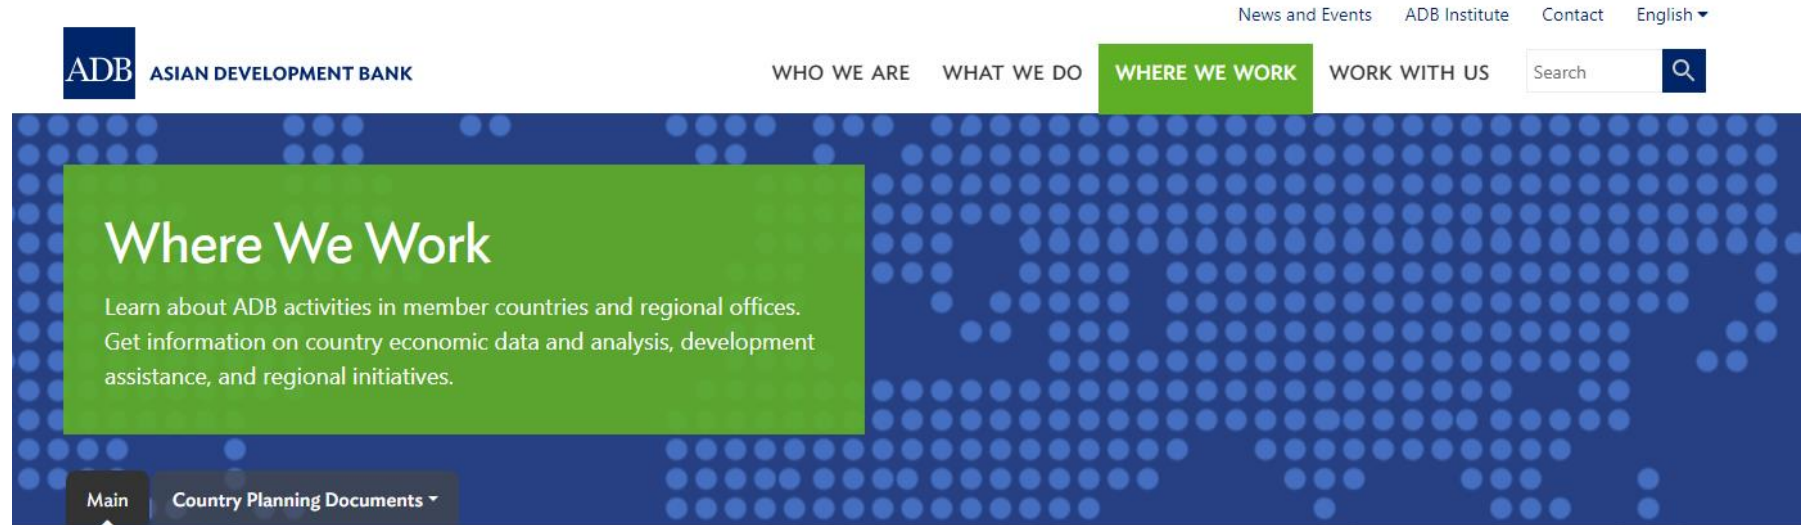 News and Events ADB Institute Contact English
ADB ASIAN DEVELOPMENT BANK
WHO WE ARE WHAT WE DO WHERE WE WORK WORK WITH US Search
Where We Work
Learn about ADB activities in member countries and regional offices.
Get information on country economic data and analysis, development
assistance, and regional initiatives.
Main Country Planning Documents